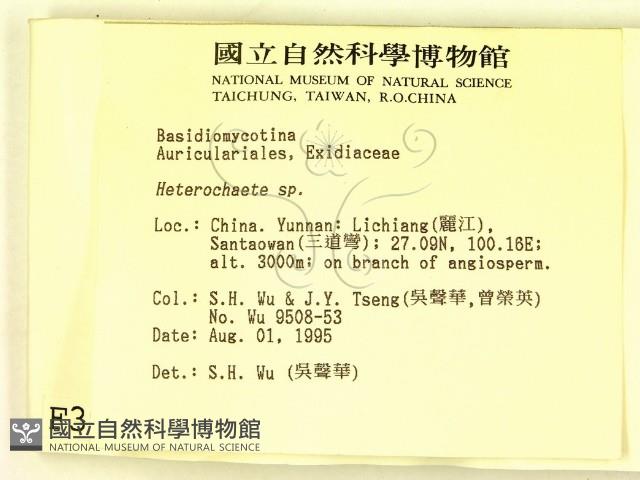 國立自然科學博物館
NATIONAL MUSEUM OF NATURAL SCIENCE
TAICHUNG, TAIWAN, R.O.CHINA
Basidiomycotina
Auriculariales, Exidiaceae
Heterochaete sp.
Loc.: China. Yunnan: Lichiang(麗江),
Santaowan(三道彎); 27.09N, 100.16E;
alt. 3000m; on branch of angiosperm.
Col.: S.H. Wu & J.Y. Tseng(吳聲華,曾榮英)
No. Wu 9508-53
Date: Aug. 01, 1995
Det.: S.H. Wu (吳聲華)
E3
國立自然科學博物館
NATIONAL MUSEUM OF NATURAL SCIENCE